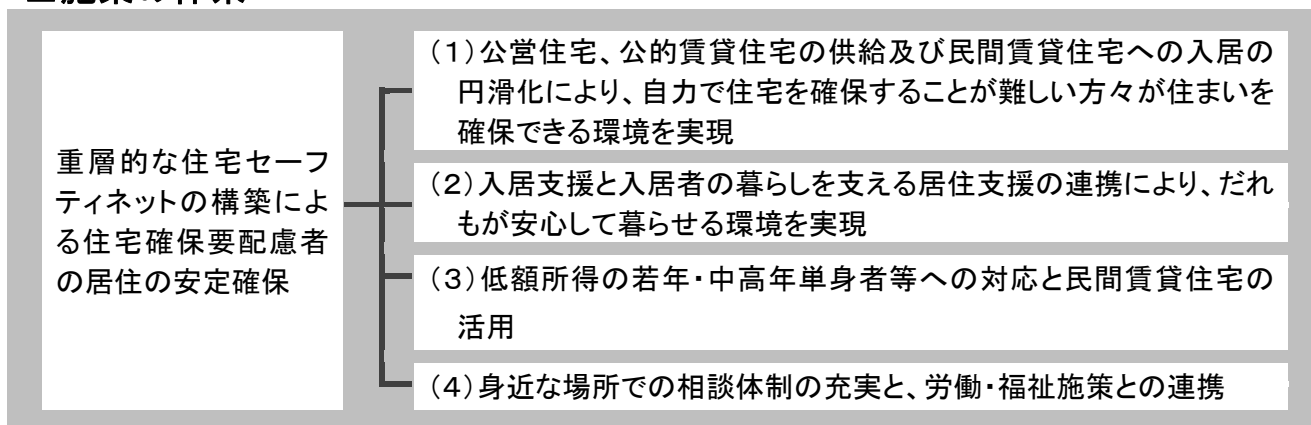 重層的な住宅セーフ
ティネットの構築によ
る住宅確保要配慮者
の居住の安定確保
（１）公営住宅、公的賃貸住宅の供給及び民間賃貸住宅への入居の
円滑化により、自力で住宅を確保することが難しい方々が住まいを
確保できる環境を実現
（２）入居支援と入居者の暮らしを支える居住支援の連携により、だれ
もが安心して暮らせる環境を実現
（３）低額所得の若年・中高年単身者等への対応と民間賃貸住宅の
活用
（４）身近な場所での相談体制の充実と、労働・福祉施策との連携